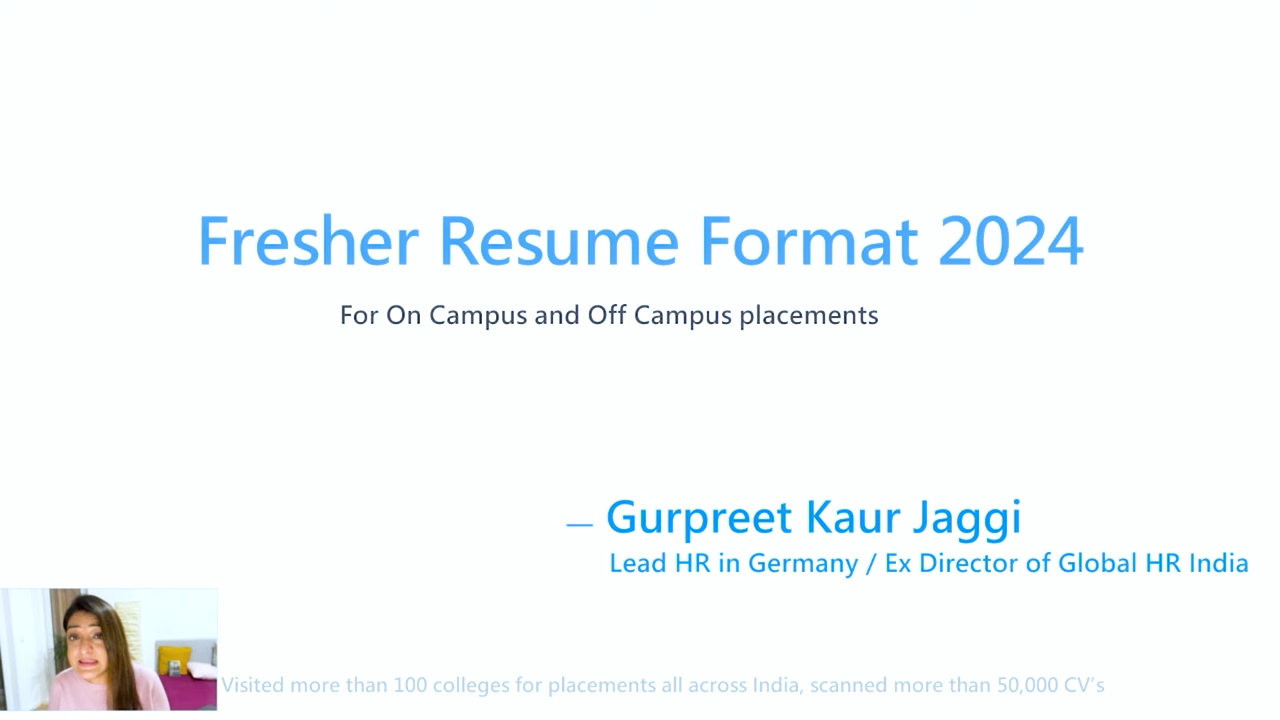 Fresher Resume Format 2024
For On Campus and Off Campus placements
— Gurpreet Kaur Jaggi
Lead HR in Germany / Ex Director of Global HR India
Visited more than 100 colleges for placements all across India, scanned more than 50,000 CV's